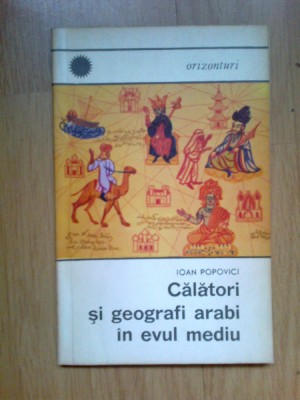 orizonturi
IOAN POPOVICI
Călători
și geografi arabi
în evul mediu